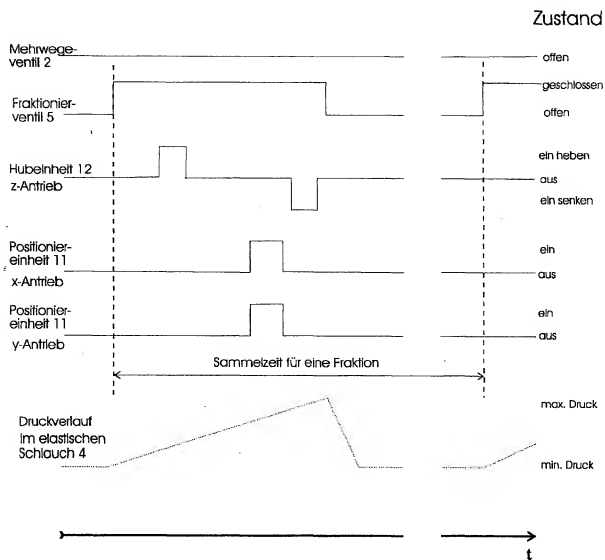 Zustand
Mehrwege-
ventil 2
offen
geschlossen
Fraktionier-
ventil 5
offen
ein heben
Hubeinheit 12
z-Antrieb
aus
ein senken
Positionier-
einheit 11
x-Antrieb
ein
aus
Positionier-
einheit 11
y-Antrieb
ein
aus
Sammelzeit für eine Fraktion
max. Druck
Druckverlauf
im elastischen
Schlauch 4
min. Druck
t